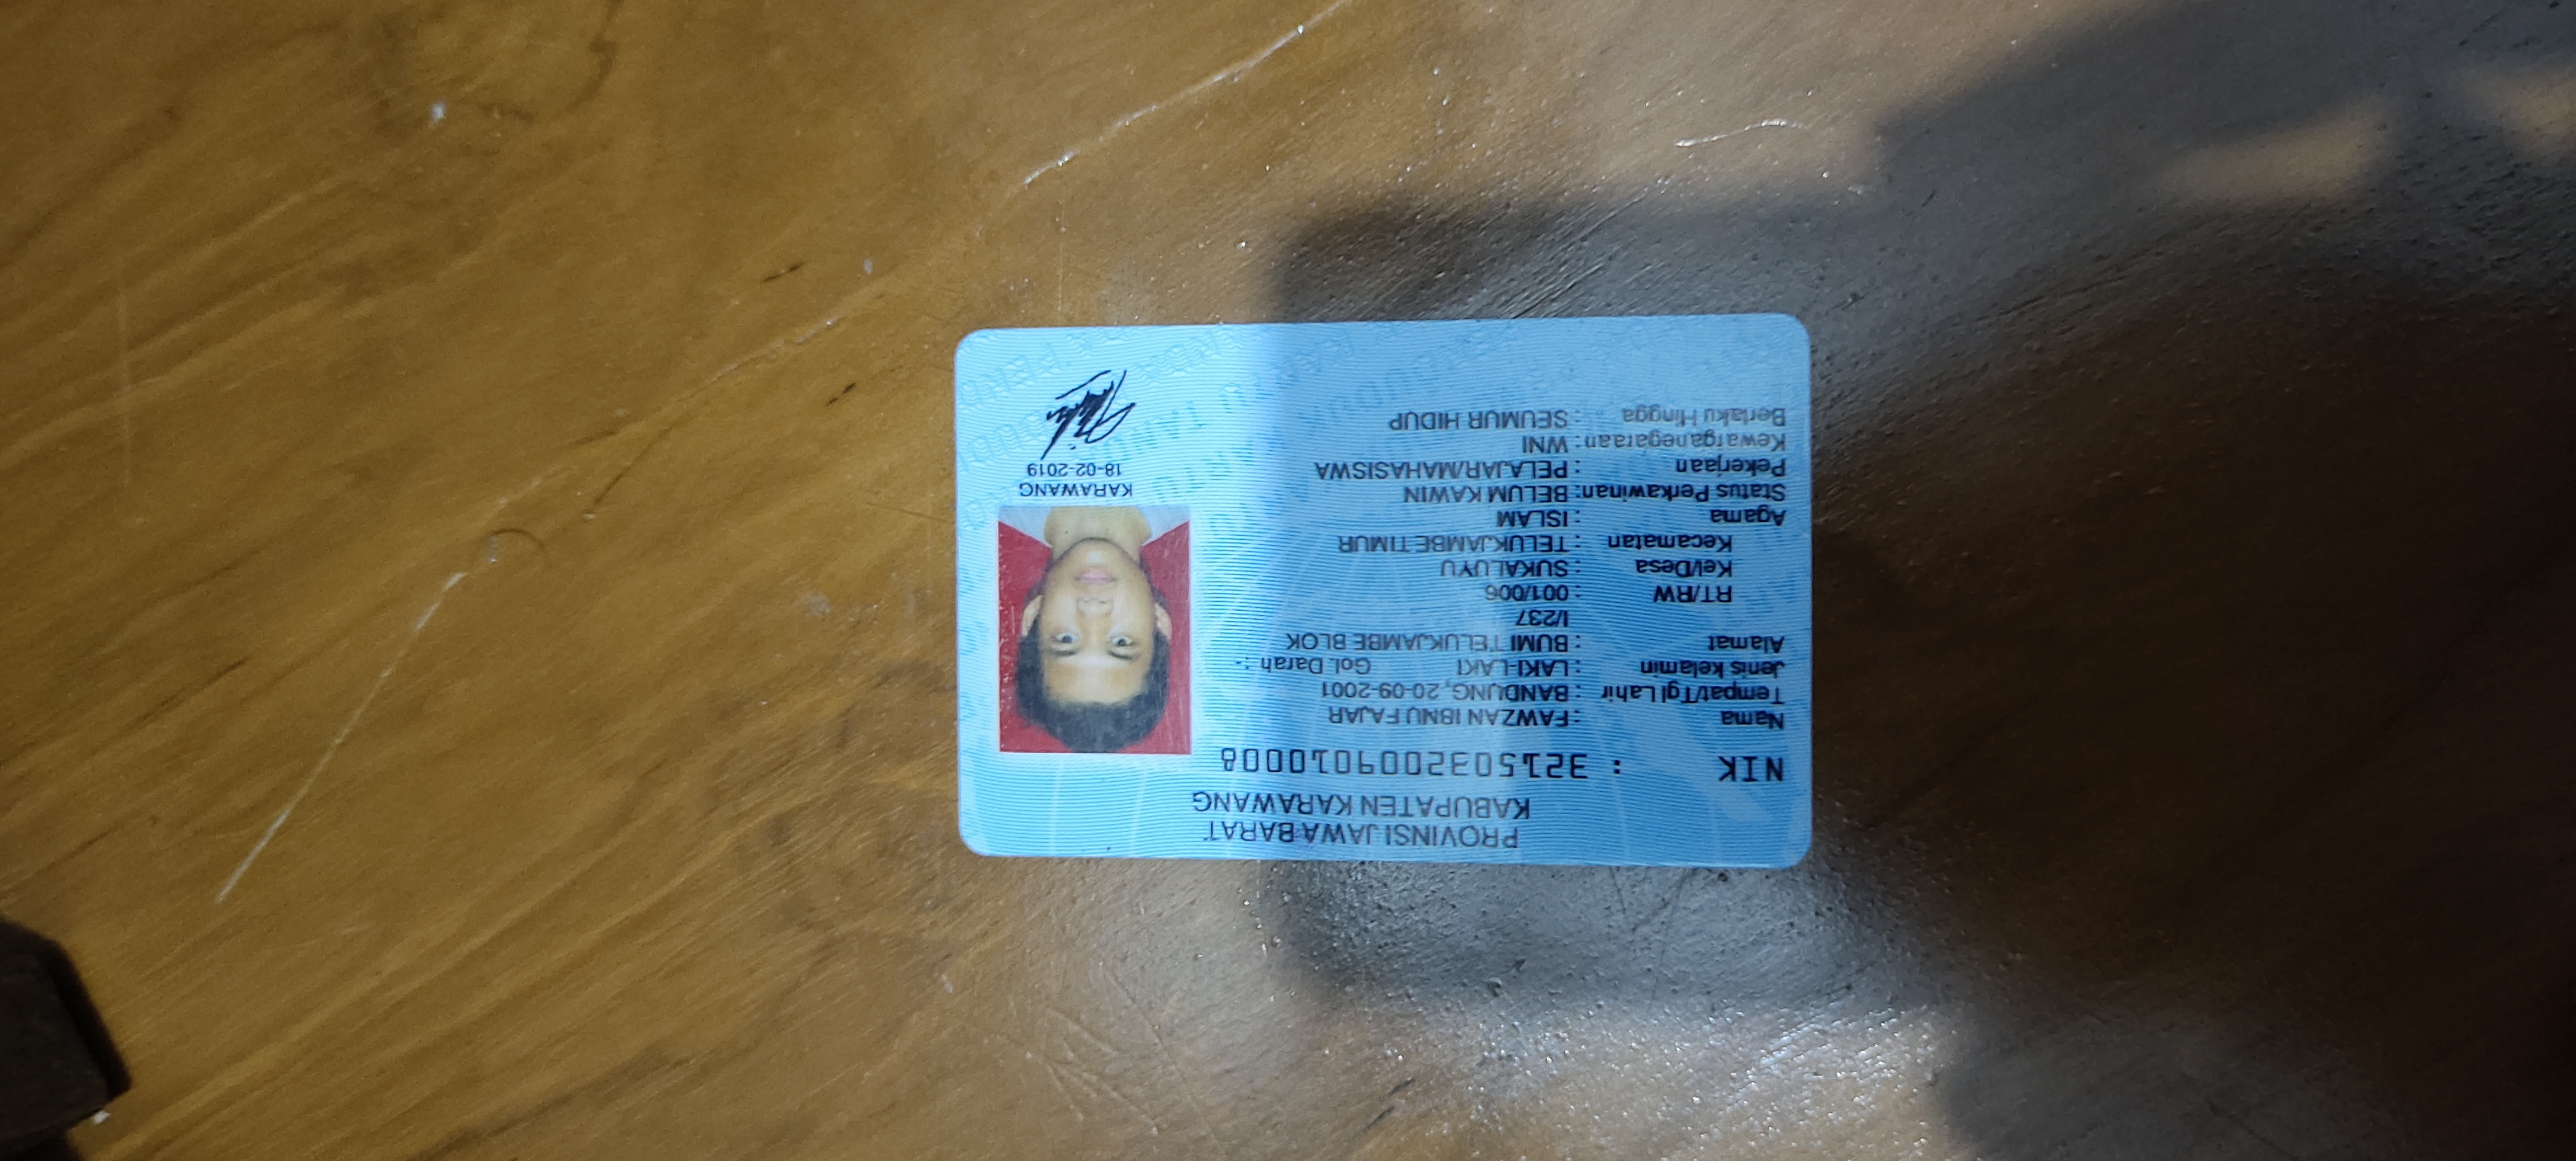 PROVINSI JAWA BARAT
KABUPATEN KARAWANG
NIK : 3215032009010008
Nama : FAWZAN IBNU FAJAR
Tempat/Tgl Lahir : BANDUNG, 20-09-2001
Jenis kelamin : LAKI-LAKI Gol. Darah :-
Alamat : BUMI TELUKJAMBE BLOK
I/237
RT/RW : 001/006
Kel/Desa : SUKALUYU
Kecamatan : TELUKJAMBE TIMUR
Agama : ISLAM
Status Perkawinan: BELUM KAWIN
Pekerjaan : PELAJAR/MAHASISWA
Kewarganegaraan: WNI
Berlaku Hingga : SEUMUR HIDUP
KARAWANG
18-02-2019